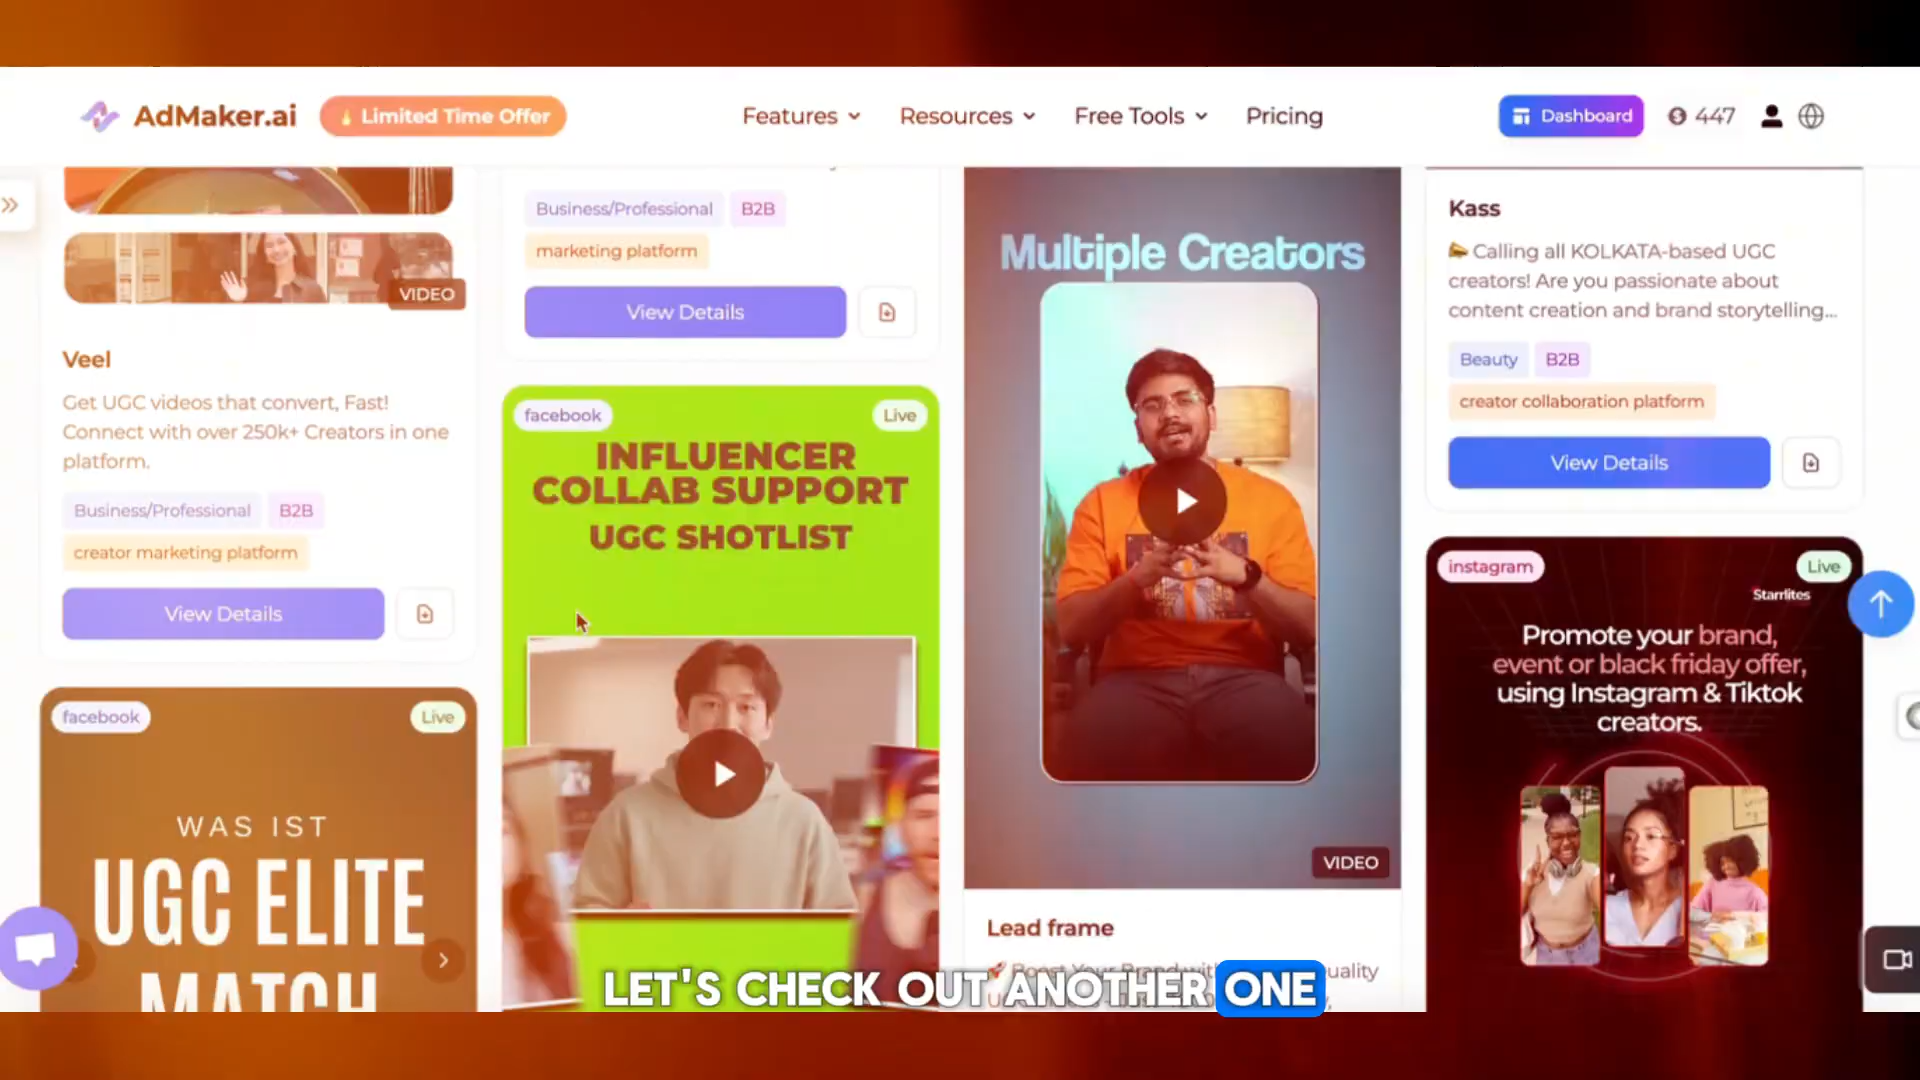 AdMaker.ai
Limited Time Offer
Features
Resources
Free Tools
Pricing
Dashboard
447
VIDEO
Veel
Get UGC videos that convert, Fast!
Connect with over 250k+ Creators in one
platform.
Business/Professional
B2B
creator marketing platform
View Details
facebook
Live
WAS IST
UGC ELITE
MATCH
Business/Professional
B2B
marketing platform
View Details
facebook
Live
INFLUENCER
COLLAB SUPPORT
UGC SHOTLIST
Multiple Creators
VIDEO
Lead frame
Boost Your Brand
Kass
Calling all KOLKATA-based UGC
creators! Are you passionate about
content creation and brand storytelling...
Beauty
B2B
creator collaboration platform
View Details
instagram
Live
Starrlites
Promote your brand,
event or black friday offer,
using Instagram & Tiktok
creators.
LET'S CHECK OUT ANOTHER ONE